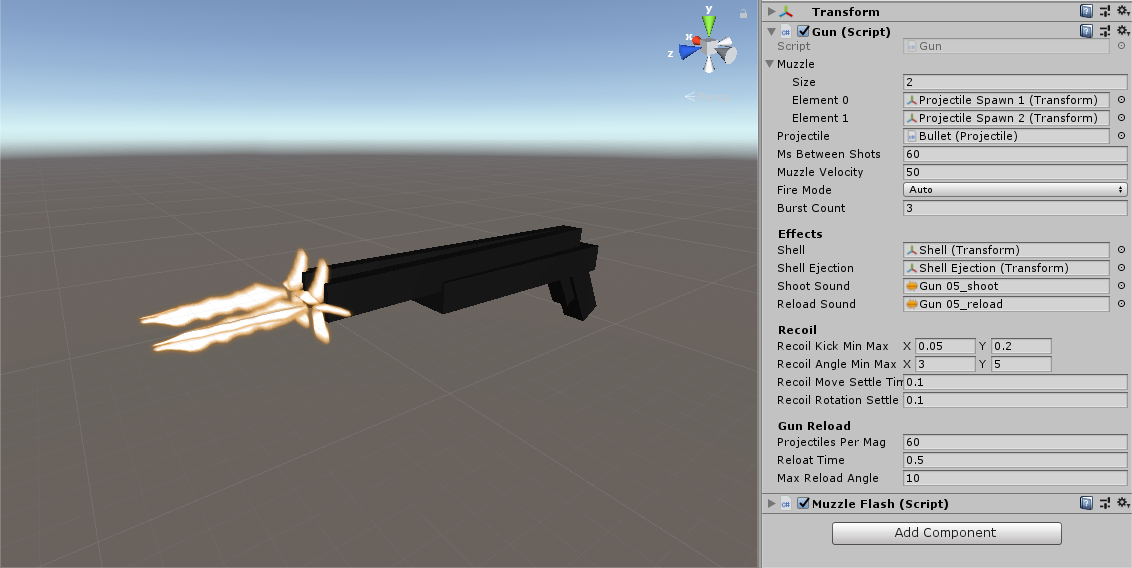 y
x
z
Transform
Gun (Script)
Script Gun
Muzzle
Size 2
Element 0 Projectile Spawn 1 (Transform)
Element 1 Projectile Spawn 2 (Transform)
Projectile Bullet (Projectile)
Ms Between Shots 60
Muzzle Velocity 50
Fire Mode Auto
Burst Count 3
Effects
Shell Shell (Transform)
Shell Ejection Shell Ejection (Transform)
Shoot Sound Gun 05_shoot
Reload Sound Gun 05_reload
Recoil
Recoil Kick Min Max X 0.05 Y 0.2
Recoil Angle Min Max X 3 Y 5
Recoil Move Settle Tim 0.1
Recoil Rotation Settle 0.1
Gun Reload
Projectiles Per Mag 60
Reloat Time 0.5
Max Reload Angle 10
Muzzle Flash (Script)
Add Component